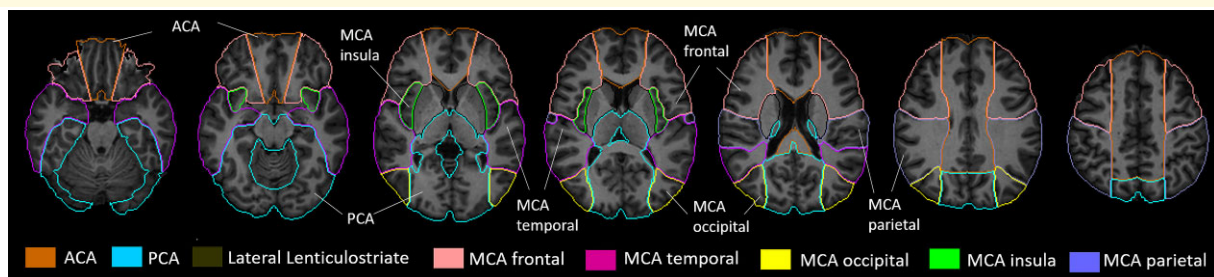 ACA
MCA
insula
MCA
frontal
PCA
MCA
temporal
MCA
occipital
MCA
parietal
ACA
PCA
Lateral Lenticulostriate
MCA frontal
MCA temporal
MCA occipital
MCA insula
MCA parietal